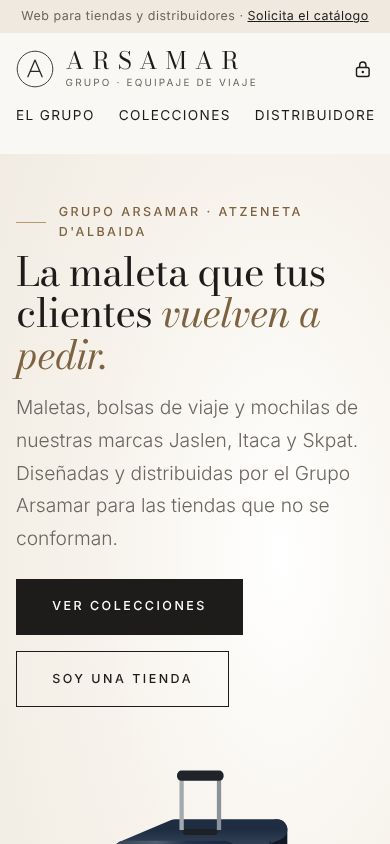 Web para tiendas y distribuidores · Solicita el catálogo
A
ARSAMAR
GRUPO · EQUIPAJE DE VIAJE
EL GRUPO COLECCIONES DISTRIBUIDORE
GRUPO ARSAMAR · ATZENETA
D'ALBAIDA
La maleta que tus
clientes vuelven a
pedir.
Maletas, bolsas de viaje y mochilas de
nuestras marcas Jaslen, Itaca y Skpat.
Diseñadas y distribuidas por el Grupo
Arsamar para las tiendas que no se
conforman.
VER COLECCIONES
SOY UNA TIENDA